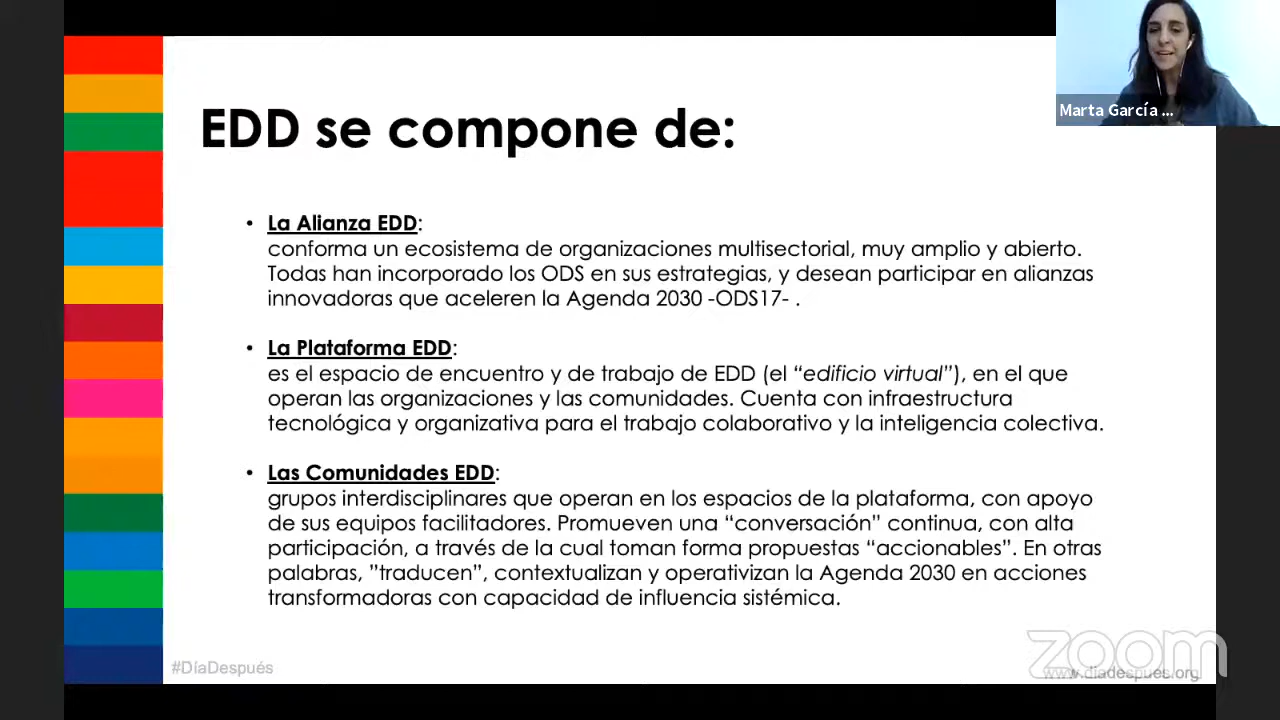 EDD se compone de:
Marta García ...
• La Alianza EDD:
conforma un ecosistema de organizaciones multisectorial, muy amplio y abierto.
Todas han incorporado los ODS en sus estrategias, y desean participar en alianzas
innovadoras que aceleren la Agenda 2030 -ODS17- .
• La Plataforma EDD:
es el espacio de encuentro y de trabajo de EDD (el “edificio virtual”), en el que
operan las organizaciones y las comunidades. Cuenta con infraestructura
tecnológica y organizativa para el trabajo colaborativo y la inteligencia colectiva.
• Las Comunidades EDD:
grupos interdisciplinares que operan en los espacios de la plataforma, con apoyo
de sus equipos facilitadores. Promueven una “conversación” continua, con alta
participación, a través de la cual toman forma propuestas “accionables”. En otras
palabras, ”traducen”, contextualizan y operativizan la Agenda 2030 en acciones
transformadoras con capacidad de influencia sistémica.
#DíaDespués
zoom
www.diadespues.org